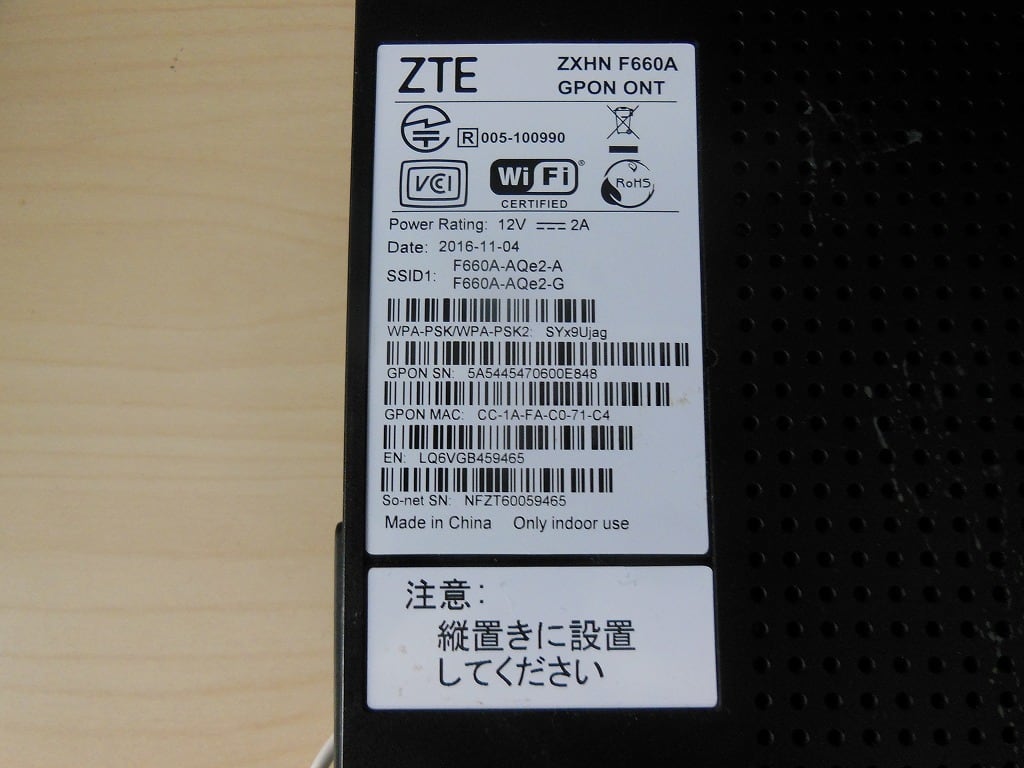 ZTE
ZXHN F660A
GPON ONT
R 005-100990
VCI
Wi Fi®
CERTIFIED
RoHS
Power Rating: 12V ⎓ 2A
Date: 2016-11-04
SSID1: F660A-AQe2-A
F660A-AQe2-G
WPA-PSK/WPA-PSK2: SYx9Ujag
GPON SN: 5A5445470600E848
GPON MAC: CC-1A-FA-C0-71-C4
EN: LQ6VGB459465
So-net SN: NFZT60059465
Made in China Only indoor use
注意:
縦置きに設置
してください